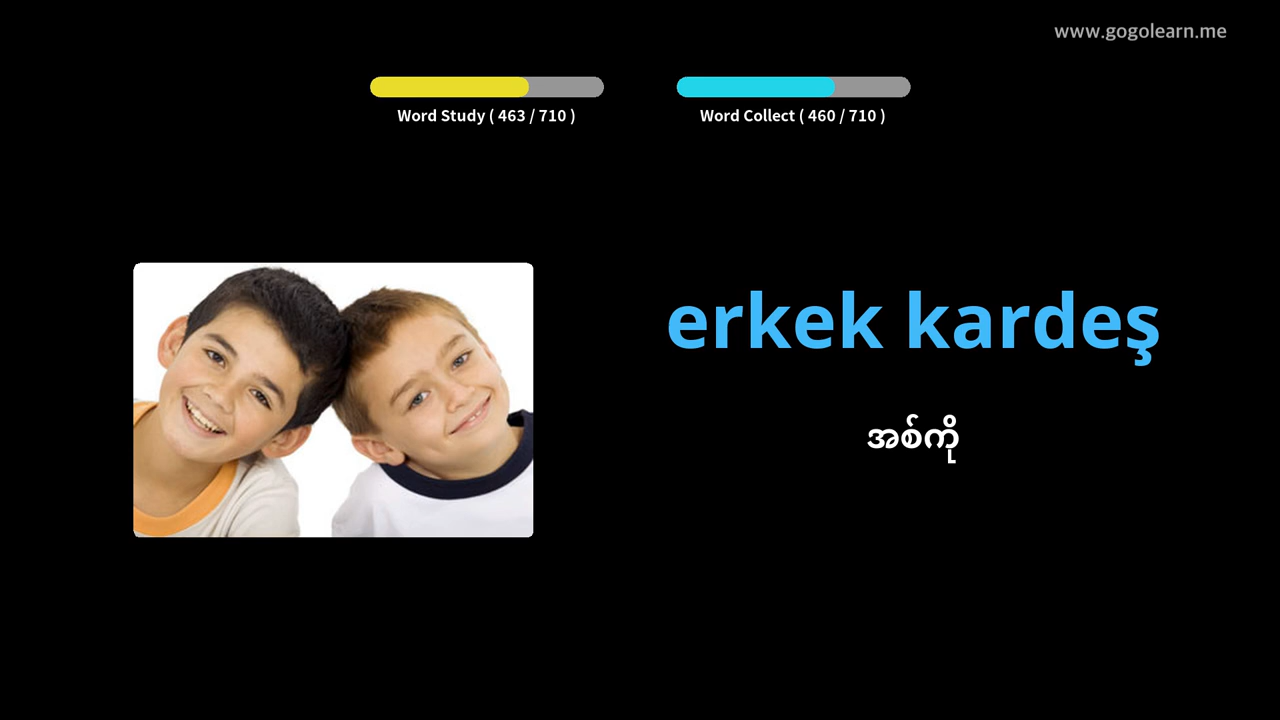 www.gogolearn.me
Word Study ( 463 / 710 )
Word Collect ( 460 / 710 )
erkek kardeş
အစ်ကို